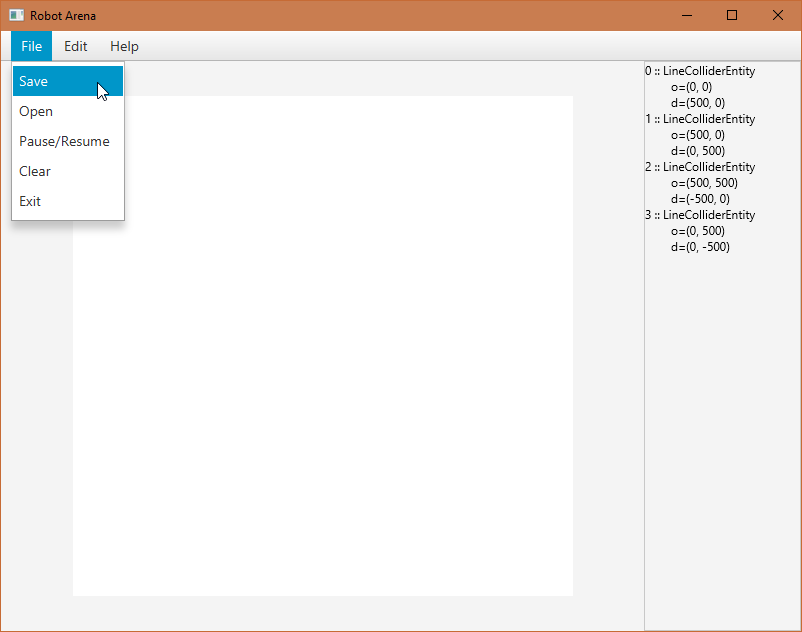 Robot Arena
File Edit Help
Save
Open
Pause/Resume
Clear
Exit
0 :: LineColliderEntity
o=(0, 0)
d=(500, 0)
1 :: LineColliderEntity
o=(500, 0)
d=(0, 500)
2 :: LineColliderEntity
o=(500, 500)
d=(-500, 0)
3 :: LineColliderEntity
o=(0, 500)
d=(0, -500)